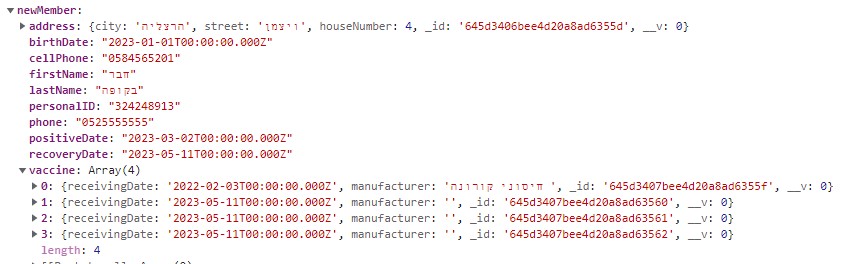 newMember:
address: {city: 'הרצליה', street: 'ויצמן', houseNumber: 4, _id: '645d3406bee4d20a8ad6355d', __v: 0}
birthDate: "2023-01-01T00:00:00.000Z"
cellPhone: "0584565201"
firstName: "חבר"
lastName: "בקופה"
personalID: "324248913"
phone: "0525555555"
positiveDate: "2023-03-02T00:00:00.000Z"
recoveryDate: "2023-05-11T00:00:00.000Z"
vaccine: Array(4)
0: {receivingDate: '2022-02-03T00:00:00.000Z', manufacturer: 'חיסוני קורונה ', _id: '645d3407bee4d20a8ad6355f', __v: 0}
1: {receivingDate: '2023-05-11T00:00:00.000Z', manufacturer: '', _id: '645d3407bee4d20a8ad63560', __v: 0}
2: {receivingDate: '2023-05-11T00:00:00.000Z', manufacturer: '', _id: '645d3407bee4d20a8ad63561', __v: 0}
3: {receivingDate: '2023-05-11T00:00:00.000Z', manufacturer: '', _id: '645d3407bee4d20a8ad63562', __v: 0}
length: 4